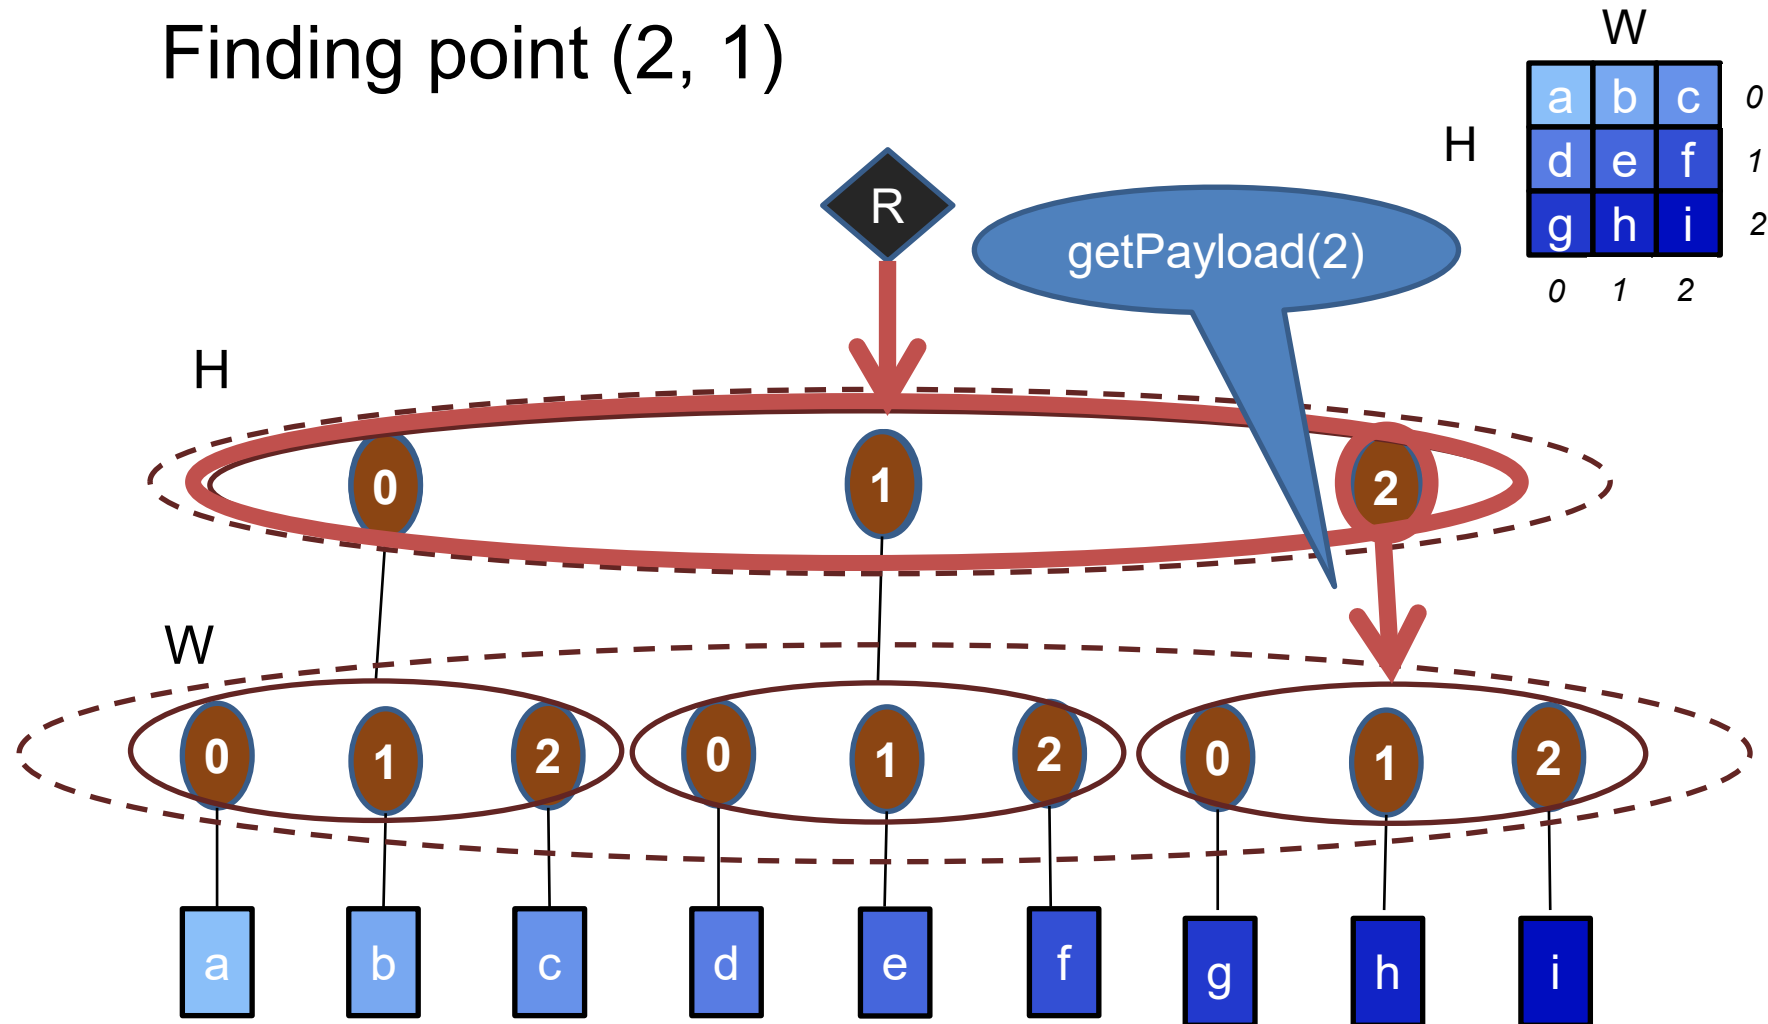 Finding point (2, 1)
W
a b c 0
H
d e f 1
g h i 2
0 1 2
R
getPayload(2)
H
0 1 2
W
0 1 2 0 1 2 0 1 2
a b c d e f g h i